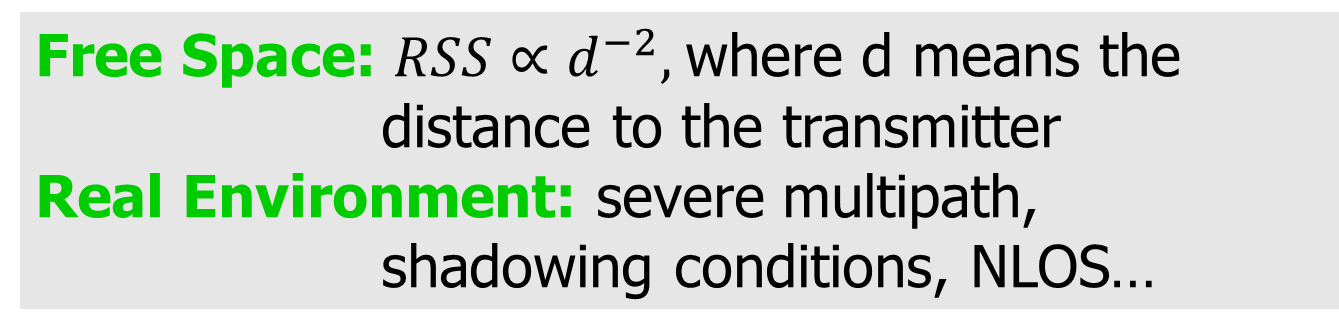 Free Space: RSS ∝ d⁻², where d means the
distance to the transmitter
Real Environment: severe multipath,
shadowing conditions, NLOS…